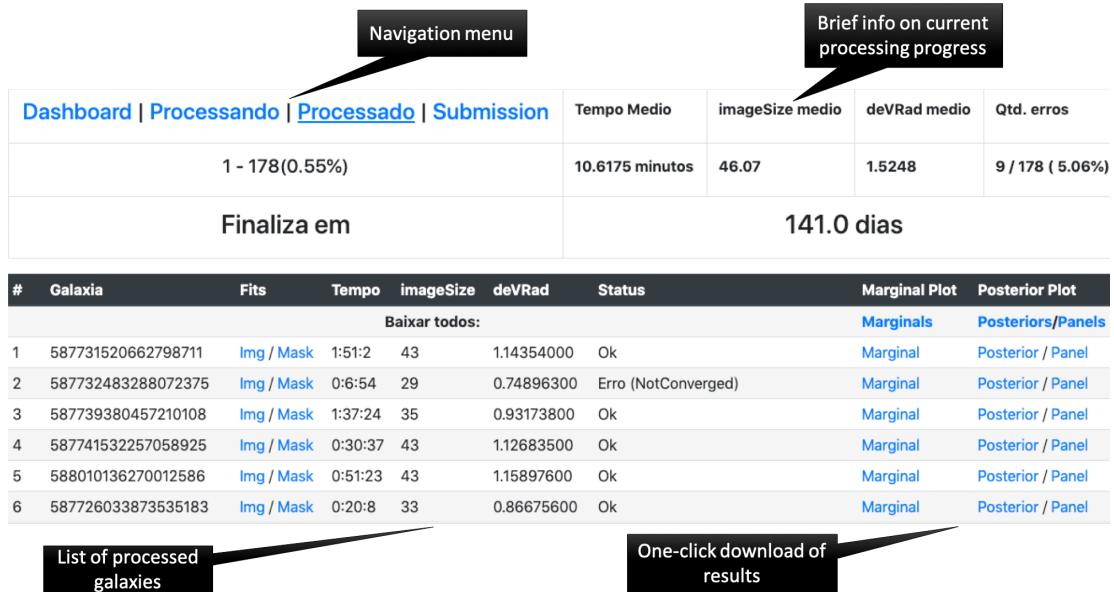 Navigation menu
Brief info on current
processing progress
Dashboard | Processando | Processado | Submission
Tempo Medio imageSize medio deVRad medio Qtd. erros
1 - 178(0.55%) 10.6175 minutos 46.07 1.5248 9 / 178 ( 5.06%)
Finaliza em 141.0 dias
# Galaxia Fits Tempo imageSize deVRad Status Marginal Plot Posterior Plot
Baixar todos: Marginals Posteriors/Panels
1 587731520662798711 Img / Mask 1:51:2 43 1.14354000 Ok Marginal Posterior / Panel
2 587732483288072375 Img / Mask 0:6:54 29 0.74896300 Erro (NotConverged) Marginal Posterior / Panel
3 587739380457210108 Img / Mask 1:37:24 35 0.93173800 Ok Marginal Posterior / Panel
4 587741532257058925 Img / Mask 0:30:37 43 1.12683500 Ok Marginal Posterior / Panel
5 588010136270012586 Img / Mask 0:51:23 43 1.15897600 Ok Marginal Posterior / Panel
6 587726033873535183 Img / Mask 0:20:8 33 0.86675600 Ok Marginal Posterior / Panel
List of processed
galaxies
One-click download of
results